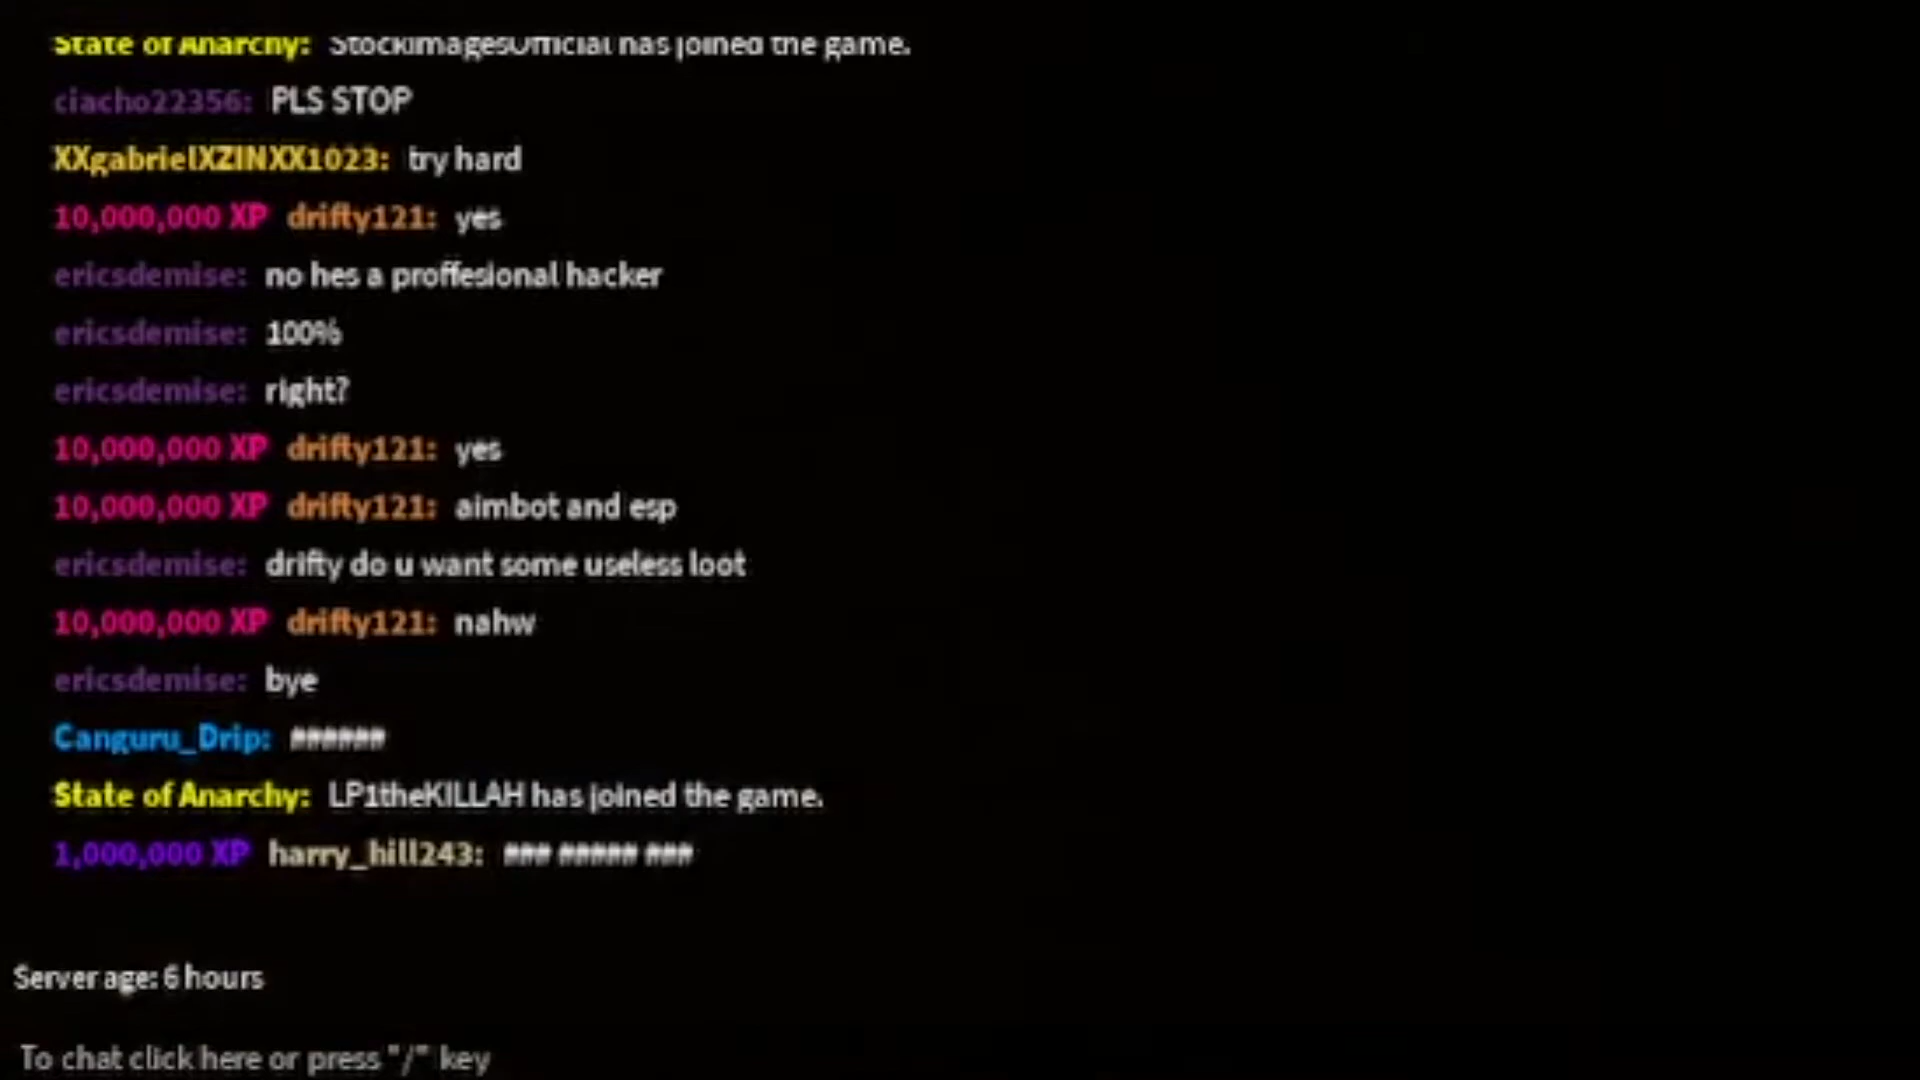 State of Anarchy: StockimagesOfficial has joined the game.
ciacho22356: PLS STOP
XXgabrielXZINXX1023: try hard
10,000,000 XP drifty121: yes
ericsdemise: no hes a proffesional hacker
ericsdemise: 100%
ericsdemise: right?
10,000,000 XP drifty121: yes
10,000,000 XP drifty121: aimbot and esp
ericsdemise: drifty do u want some useless loot
10,000,000 XP drifty121: nahw
ericsdemise: bye
Canguru_Drip: ######
State of Anarchy: LP1theKILLAH has joined the game.
1,000,000 XP harry_hill243: ### ##### ###
Server age: 6 hours
To chat click here or press "/" key